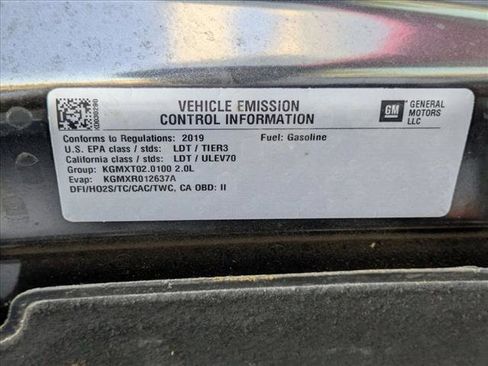 VEHICLE EMISSION
CONTROL INFORMATION
GM
GENERAL
MOTORS
LLC
Conforms to Regulations: 2019 Fuel: Gasoline
U.S. EPA class / stds: LDT / TIER3
California class / stds: LDT / ULEV70
Group: KGMXT02.0100 2.0L
Evap: KGMXR012637A
DFI/HO2S/TC/CAC/TWC, CA OBD: II